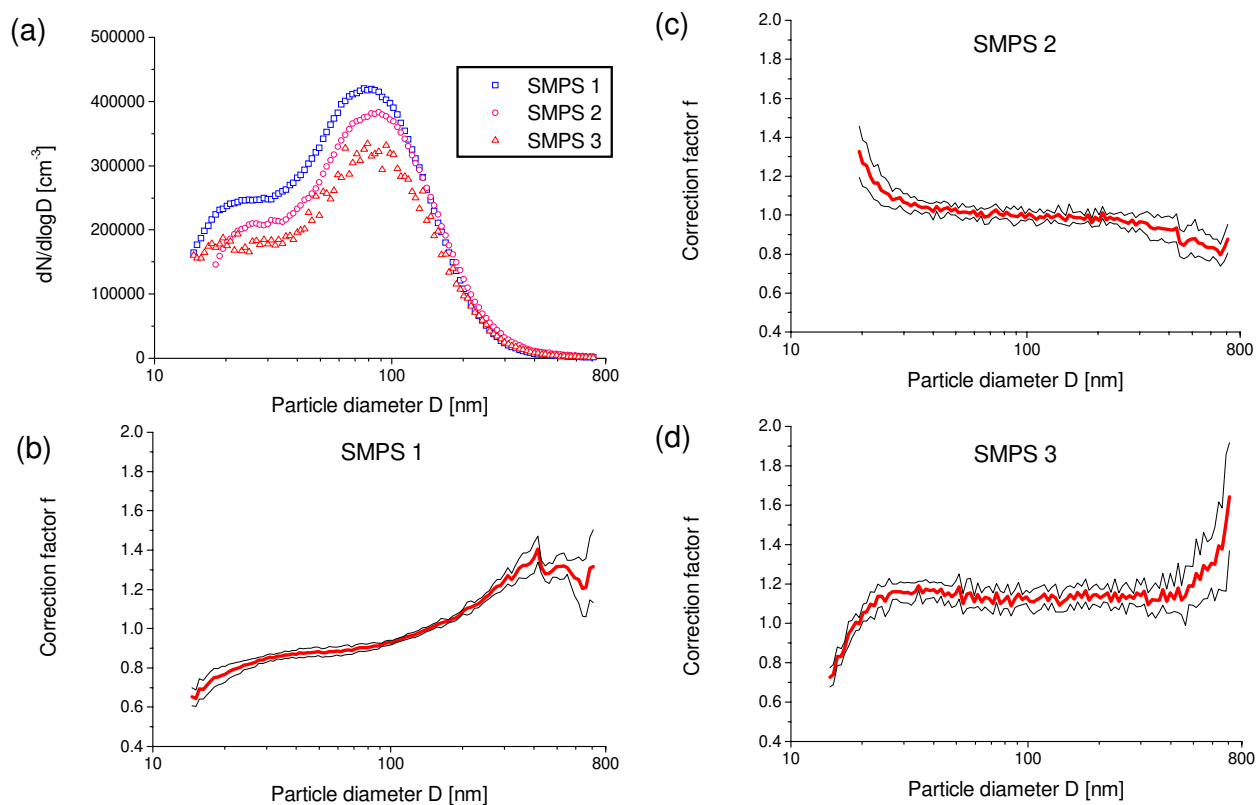 (a)
500000
400000
300000
200000
100000
0
dN/dlogD [cm⁻³]
SMPS 1
SMPS 2
SMPS 3
10
100
800
Particle diameter D [nm]
(c)
SMPS 2
2.0
1.8
1.6
1.4
1.2
1.0
0.8
0.6
0.4
Correction factor f
10
100
800
Particle diameter D [nm]
(b)
SMPS 1
2.0
1.8
1.6
1.4
1.2
1.0
0.8
0.6
0.4
Correction factor f
10
100
800
Particle diameter D [nm]
(d)
SMPS 3
2.0
1.8
1.6
1.4
1.2
1.0
0.8
0.6
0.4
Correction factor f
10
100
800
Particle diameter D [nm]